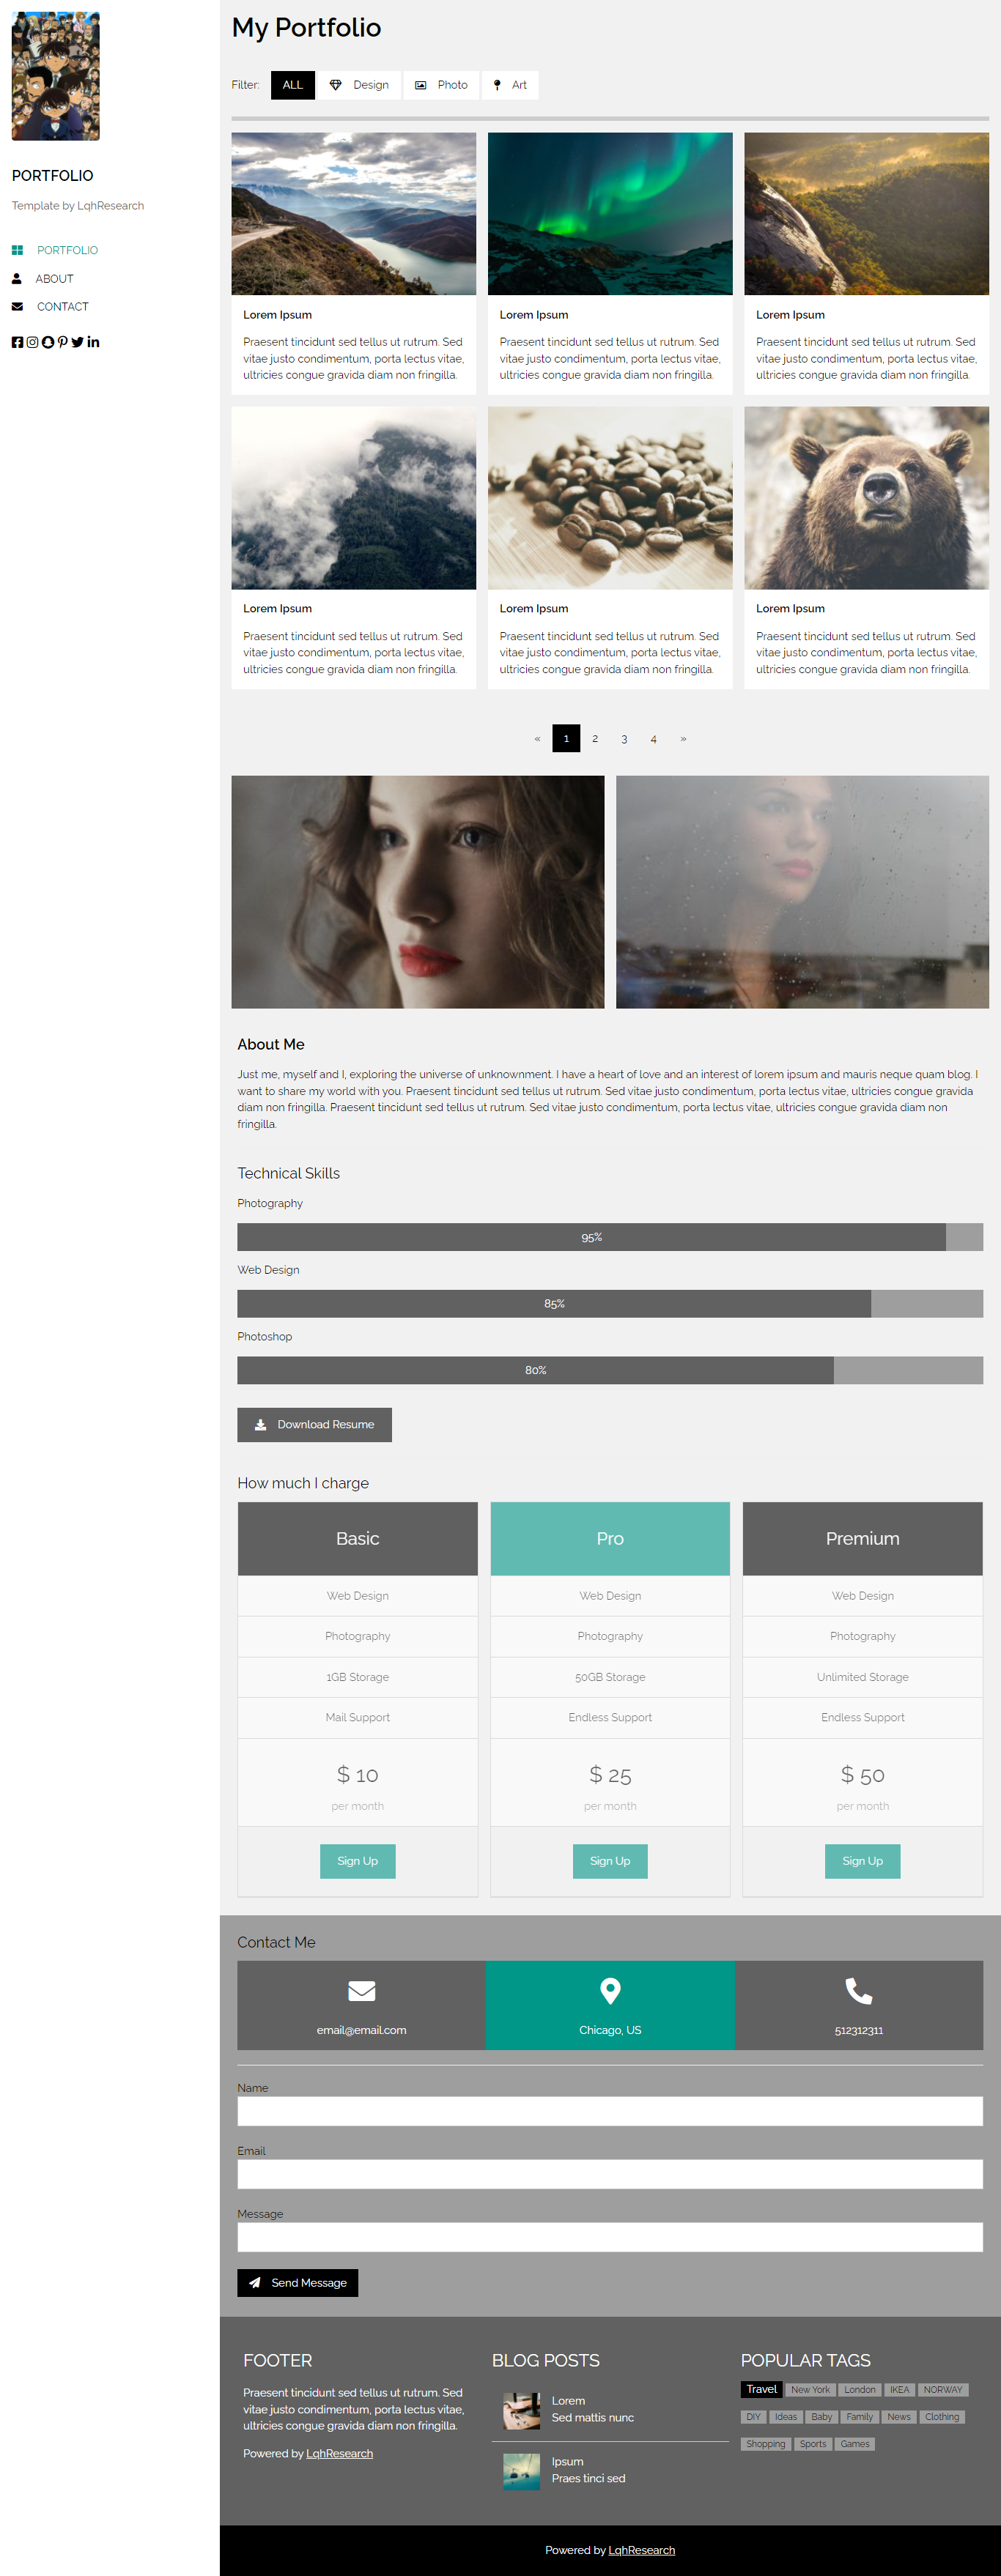 PORTFOLIO
Template by LqhResearch
PORTFOLIO
ABOUT
CONTACT
My Portfolio
Filter:
ALL
Design
Photo
Art
Lorem Ipsum
Praesent tincidunt sed tellus ut rutrum. Sed
vitae justo condimentum, porta lectus vitae,
ultricies congue gravida diam non fringilla.
Lorem Ipsum
Praesent tincidunt sed tellus ut rutrum. Sed
vitae justo condimentum, porta lectus vitae,
ultricies congue gravida diam non fringilla.
Lorem Ipsum
Praesent tincidunt sed tellus ut rutrum. Sed
vitae justo condimentum, porta lectus vitae,
ultricies congue gravida diam non fringilla.
Lorem Ipsum
Praesent tincidunt sed tellus ut rutrum. Sed
vitae justo condimentum, porta lectus vitae,
ultricies congue gravida diam non fringilla.
Lorem Ipsum
Praesent tincidunt sed tellus ut rutrum. Sed
vitae justo condimentum, porta lectus vitae,
ultricies congue gravida diam non fringilla.
Lorem Ipsum
Praesent tincidunt sed tellus ut rutrum. Sed
vitae justo condimentum, porta lectus vitae,
ultricies congue gravida diam non fringilla.
« 1 2 3 4 »
About Me
Just me, myself and I, exploring the universe of unknownment. I have a heart of love and an interest of lorem ipsum and mauris neque quam blog. I
want to share my world with you. Praesent tincidunt sed tellus ut rutrum. Sed vitae justo condimentum, porta lectus vitae, ultricies congue gravida
diam non fringilla. Praesent tincidunt sed tellus ut rutrum. Sed vitae justo condimentum, porta lectus vitae, ultricies congue gravida diam non
fringilla.
Technical Skills
Photography
95%
Web Design
85%
Photoshop
80%
Download Resume
How much I charge
Basic
Web Design
Photography
1GB Storage
Mail Support
$ 10
per month
Sign Up
Pro
Web Design
Photography
50GB Storage
Endless Support
$ 25
per month
Sign Up
Premium
Web Design
Photography
Unlimited Storage
Endless Support
$ 50
per month
Sign Up
Contact Me
email@email.com
Chicago, US
512312311
Name
Email
Message
Send Message
FOOTER
Praesent tincidunt sed tellus ut rutrum. Sed
vitae justo condimentum, porta lectus vitae,
ultricies congue gravida diam non fringilla.
Powered by LqhResearch
BLOG POSTS
Lorem
Sed mattis nunc
Ipsum
Praes tinci sed
POPULAR TAGS
Travel New York London IKEA NORWAY
DIY Ideas Baby Family News Clothing
Shopping Sports Games
Powered by LqhResearch